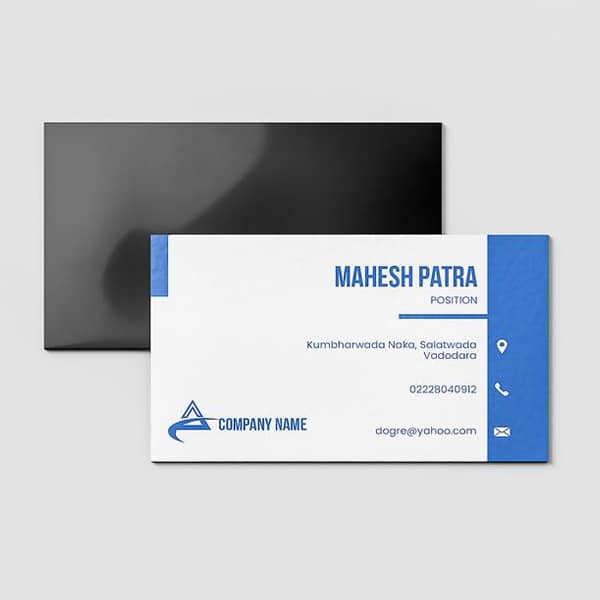 MAHESH PATRA
POSITION
Kumbharwada Naka, Salatwada
Vadodara
02228040912
dogre@yahoo.com
COMPANY NAME